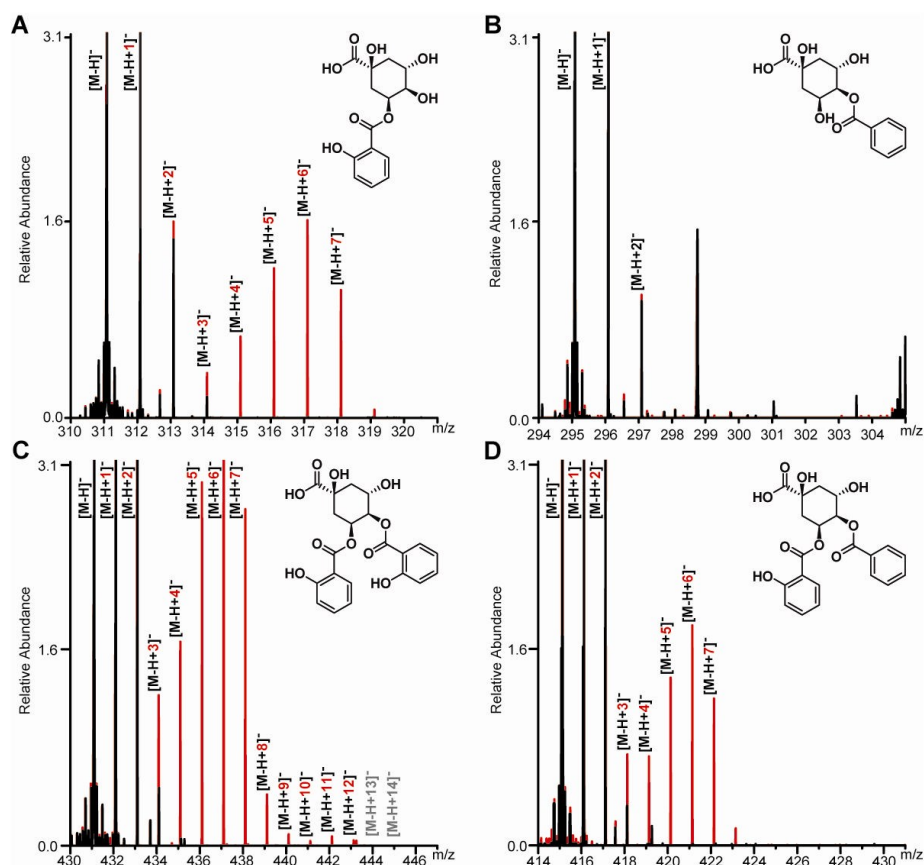 A
3.1
1.6
0.0
Relative Abundance
[M-H]-
[M-H+1]-
[M-H+2]-
[M-H+3]-
[M-H+4]-
[M-H+5]-
[M-H+6]-
[M-H+7]-
O
OH
HO
OH
OH
O
O
HO
310 311 312 313 314 315 316 317 318 319 320 m/z
B
3.1
1.6
0.0
Relative Abundance
[M-H]-
[M-H+1]-
[M-H+2]-
O
OH
HO
OH
O
OH
O
294 295 296 297 298 299 300 301 302 303 304 m/z
C
3.1
1.6
0.0
Relative Abundance
[M-H]-
[M-H+1]-
[M-H+2]-
[M-H+3]-
[M-H+4]-
[M-H+5]-
[M-H+6]-
[M-H+7]-
[M-H+8]-
[M-H+9]-
[M-H+10]-
[M-H+11]-
[M-H+12]-
[M-H+13]-
[M-H+14]-
O
OH
HO
OH
O
O
O
O
HO
HO
430 432 434 436 438 440 442 444 446 m/z
D
3.1
1.6
0.0
Relative Abundance
[M-H]-
[M-H+1]-
[M-H+2]-
[M-H+3]-
[M-H+4]-
[M-H+5]-
[M-H+6]-
[M-H+7]-
O
OH
HO
OH
O
O
O
O
HO
414 416 418 420 422 424 426 428 430 m/z